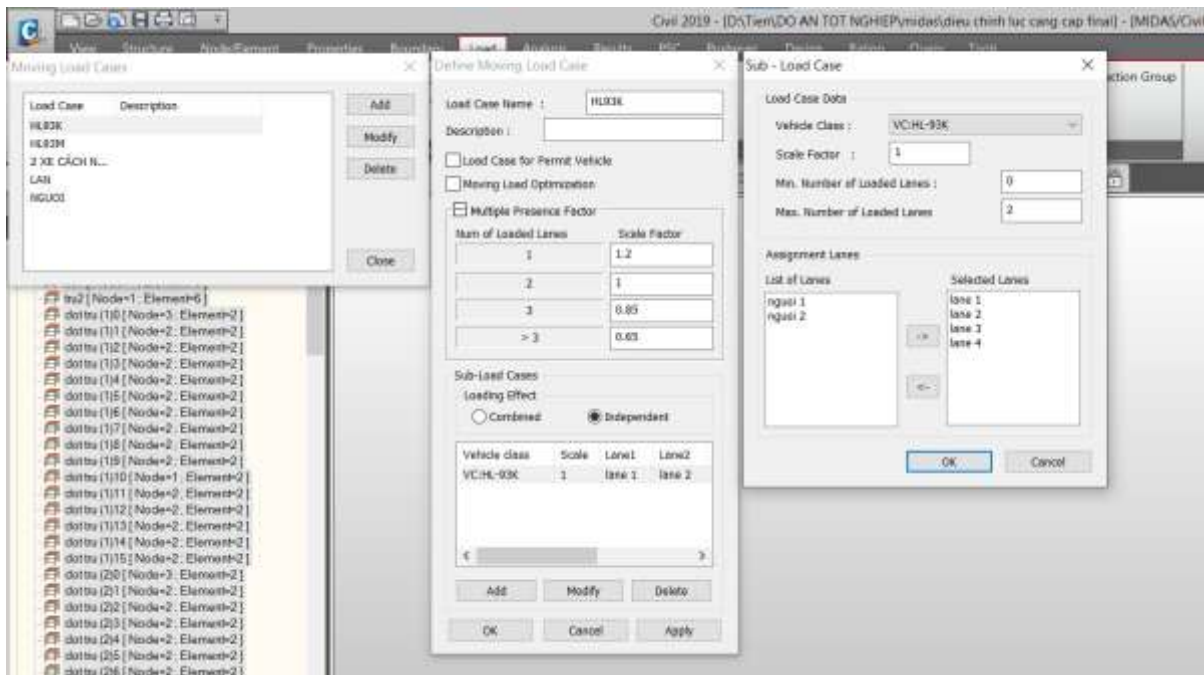 Civil 2019 - [D:\Tien\DO AN TOT NGHIEP\midas\dieu chinh luc cang cap final] - [MIDAS/Civil
View Structure Node/Element Properties Boundary Load Analysis Results PSC Pushover Design Rating Query Tools
Moving Load Cases
Load Case Description
HL93K
HL93M
2 XE CÁCH N...
LAN
NGUOI
Add
Modify
Delete
Close
tru2 [ Node=1 ; Element=6 ]
dottru (1)0 [ Node=3 ; Element=2 ]
dottru (1)1 [ Node=2 ; Element=2 ]
dottru (1)2 [ Node=2 ; Element=2 ]
dottru (1)3 [ Node=2 ; Element=2 ]
dottru (1)4 [ Node=2 ; Element=2 ]
dottru (1)5 [ Node=2 ; Element=2 ]
dottru (1)6 [ Node=2 ; Element=2 ]
dottru (1)7 [ Node=2 ; Element=2 ]
dottru (1)8 [ Node=2 ; Element=2 ]
dottru (1)9 [ Node=2 ; Element=2 ]
dottru (1)10 [ Node=1 ; Element=2 ]
dottru (1)11 [ Node=2 ; Element=2 ]
dottru (1)12 [ Node=2 ; Element=2 ]
dottru (1)13 [ Node=2 ; Element=2 ]
dottru (1)14 [ Node=2 ; Element=2 ]
dottru (1)15 [ Node=2 ; Element=2 ]
dottru (2)0 [ Node=3 ; Element=2 ]
dottru (2)1 [ Node=2 ; Element=2 ]
dottru (2)2 [ Node=2 ; Element=2 ]
dottru (2)3 [ Node=2 ; Element=2 ]
dottru (2)4 [ Node=2 ; Element=2 ]
dottru (2)5 [ Node=2 ; Element=2 ]
dottru (2)6 [ Node=2 ; Element=2 ]
Define Moving Load Case
Load Case Name : HL93K
Description :
Load Case for Permit Vehicle
Moving Load Optimization
Multiple Presence Factor
Num of Loaded Lanes Scale Factor
1 1.2
2 1
3 0.85
> 3 0.65
Sub-Load Cases
Loading Effect
Combined Independent
Vehicle class Scale Lane1 Lane2
VC:HL-93K 1 lane 1 lane 2
Add Modify Delete
OK Cancel Apply
Sub - Load Case
Load Case Data
Vehicle Class : VC:HL-93K
Scale Factor : 1
Min. Number of Loaded Lanes : 0
Max. Number of Loaded Lanes 2
Assignment Lanes
List of Lanes Selected Lanes
nguoi 1
nguoi 2
->
<-
lane 1
lane 2
lane 3
lane 4
OK Cancel
ction Group